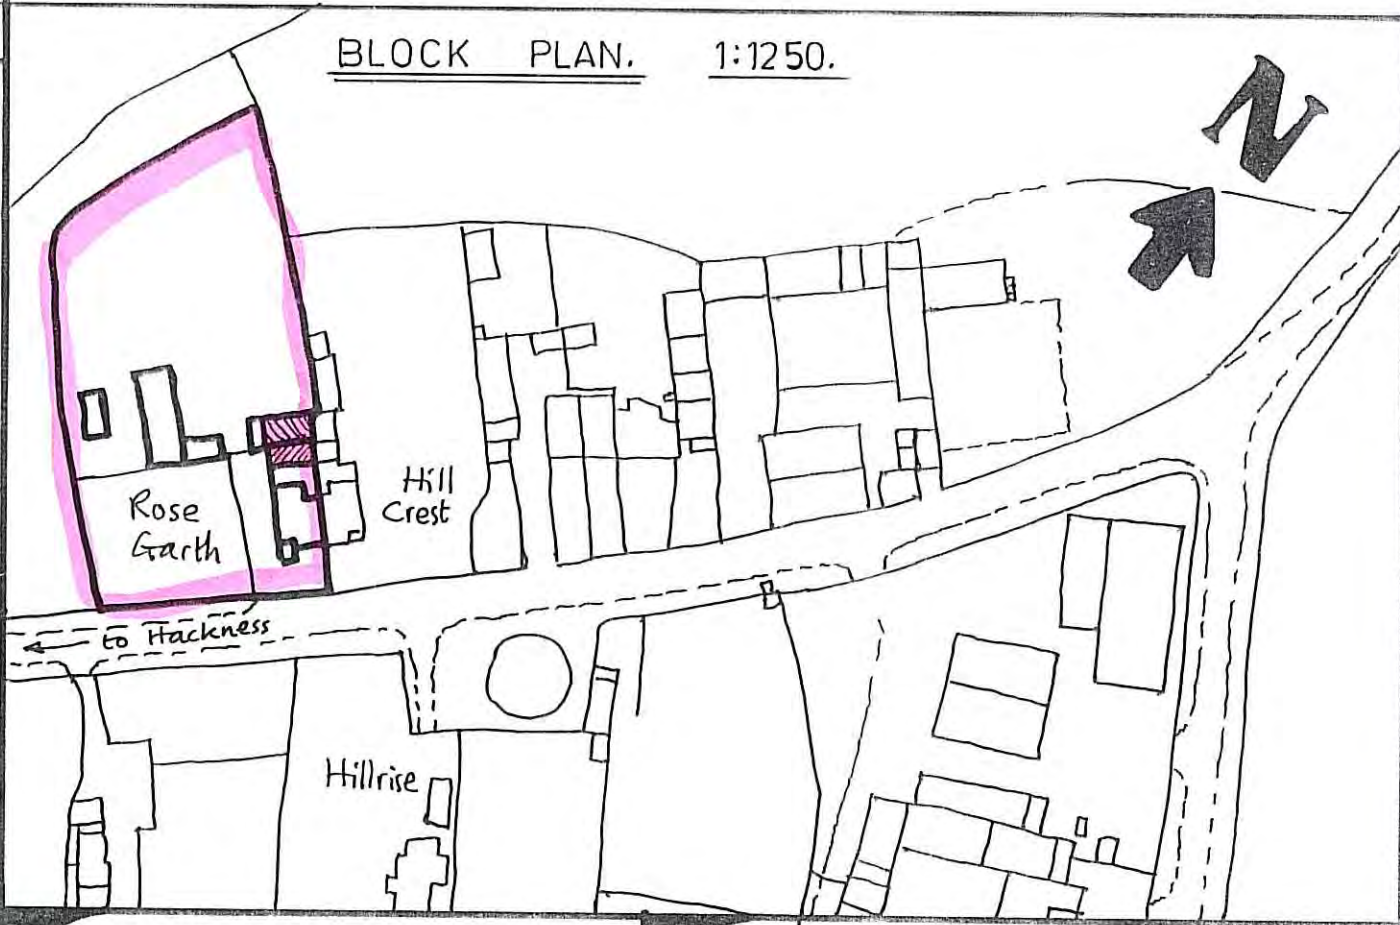 BLOCK PLAN. 1:1250.
N
Hill
Crest
Rose
Garth
to Hackness
Hillrise